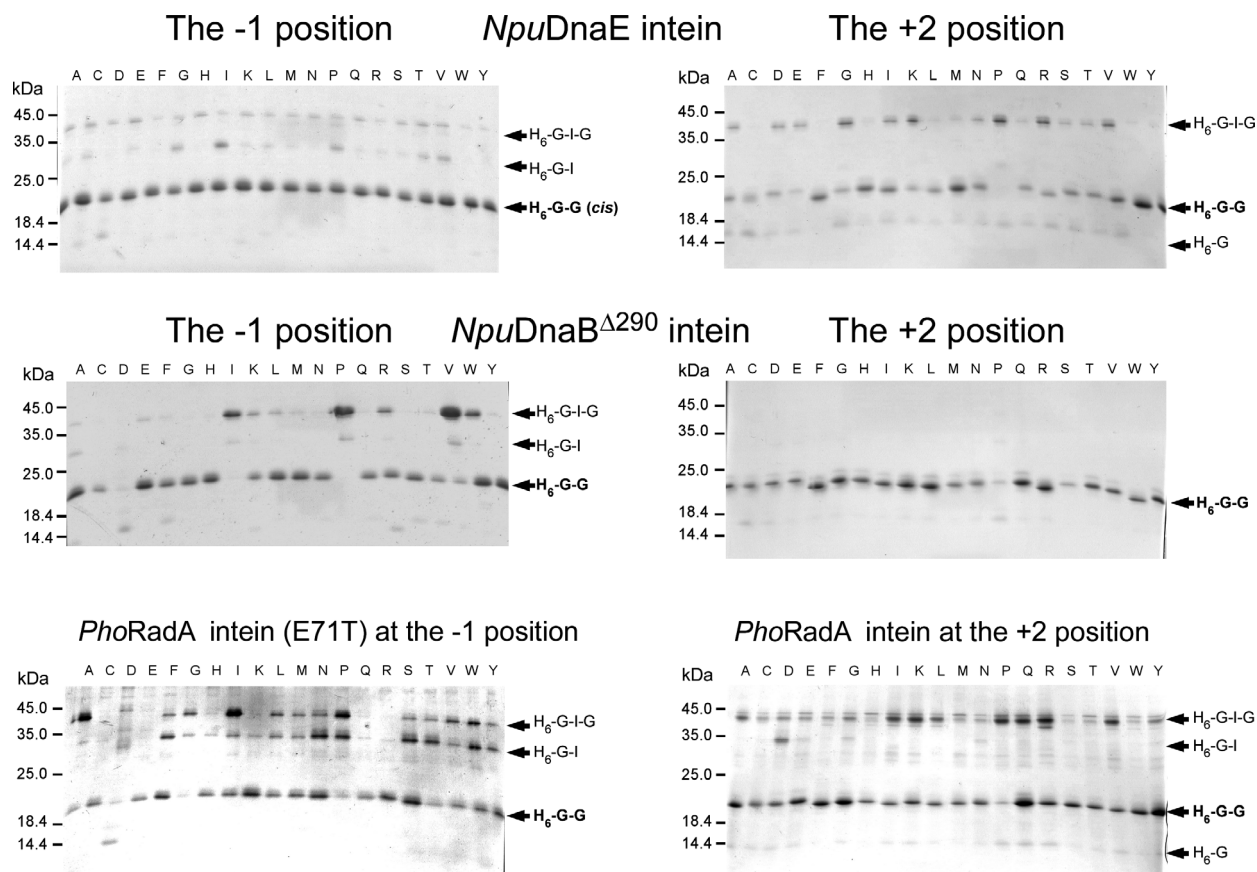 The -1 position NpuDnaE intein The +2 position
A C D E F G H I K L M N P Q R S T V W Y
kDa
45.0
35.0
25.0
18.4
14.4
H6-G-I-G
H6-G-I
H6-G-G (cis)
A C D E F G H I K L M N P Q R S T V W Y
kDa
45.0
35.0
25.0
18.4
14.4
H6-G-I-G
H6-G-G
H6-G
The -1 position NpuDnaBΔ290 intein The +2 position
A C D E F G H I K L M N P Q R S T V W Y
kDa
45.0
35.0
25.0
18.4
14.4
H6-G-I-G
H6-G-I
H6-G-G
A C D E F G H I K L M N P Q R S T V W Y
kDa
45.0
35.0
25.0
18.4
14.4
H6-G-G
PhoRadA intein (E71T) at the -1 position
A C D E F G H I K L M N P Q R S T V W Y
kDa
45.0
35.0
25.0
18.4
14.4
H6-G-I-G
H6-G-I
H6-G-G
PhoRadA intein at the +2 position
A C D E F G H I K L M N P Q R S T V W Y
kDa
45.0
35.0
25.0
18.4
14.4
H6-G-I-G
H6-G-I
H6-G-G
H6-G